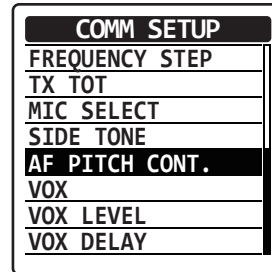 COMM SETUP
FREQUENCY STEP
TX TOT
MIC SELECT
SIDE TONE
AF PITCH CONT.
VOX
VOX LEVEL
VOX DELAY